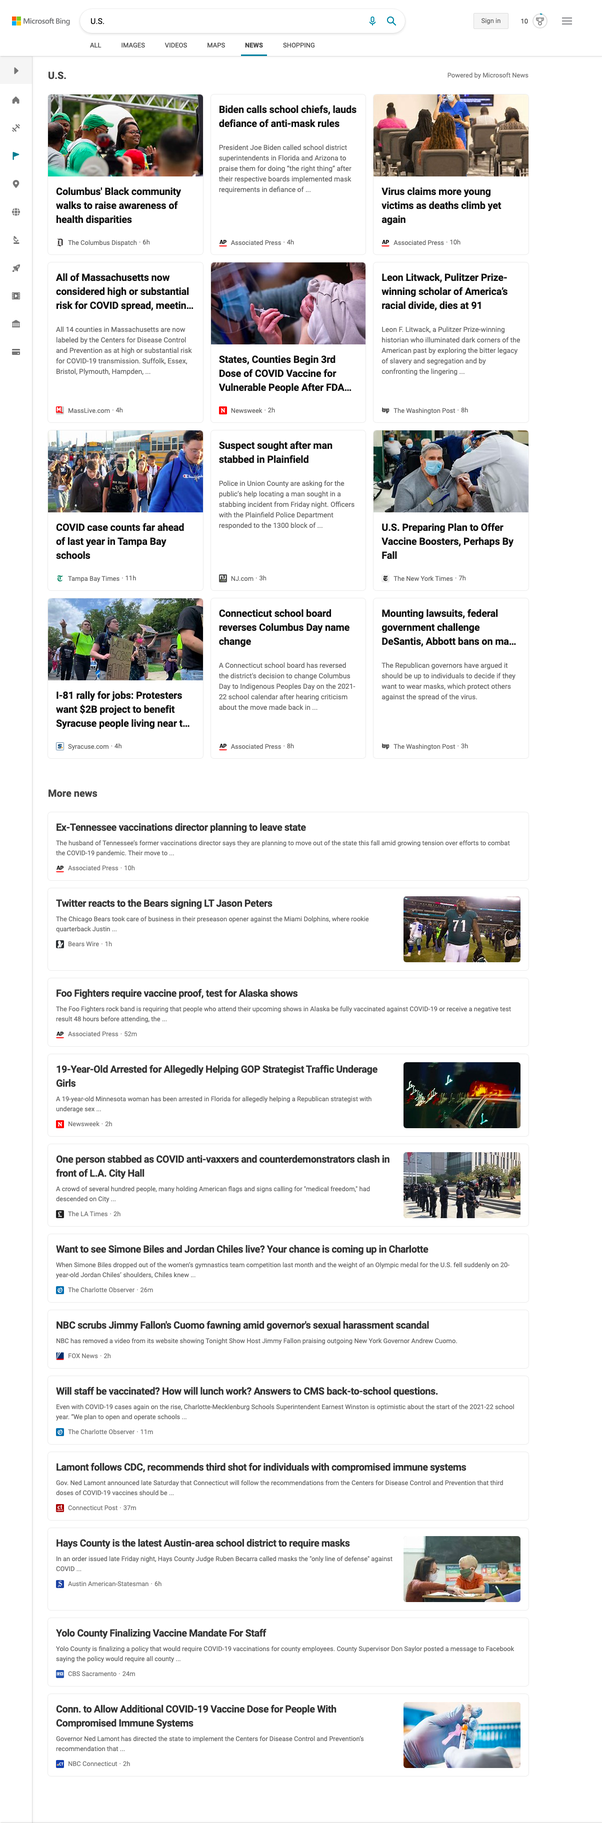 Microsoft Bing
U.S.
Sign in
10
ALL IMAGES VIDEOS MAPS NEWS SHOPPING
U.S.
Powered by Microsoft News
Columbus' Black community
walks to raise awareness of
health disparities
The Columbus Dispatch · 6h
Biden calls school chiefs, lauds
defiance of anti-mask rules
President Joe Biden called school district
superintendents in Florida and Arizona to
praise them for doing "the right thing" after
their respective boards implemented mask
requirements in defiance of ...
AP Associated Press · 4h
Virus claims more young
victims as deaths climb yet
again
AP Associated Press · 10h
All of Massachusetts now
considered high or substantial
risk for COVID spread, meetin...
All 14 counties in Massachusetts are now
labeled by the Centers for Disease Control
and Prevention as at high or substantial risk
for COVID-19 transmission. Suffolk, Essex,
Bristol, Plymouth, Hampden, ...
MassLive.com · 4h
States, Counties Begin 3rd
Dose of COVID Vaccine for
Vulnerable People After FDA...
N Newsweek · 2h
Leon Litwack, Pulitzer Prize-
winning scholar of America's
racial divide, dies at 91
Leon F. Litwack, a Pulitzer Prize-winning
historian who illuminated dark corners of the
American past by exploring the bitter legacy
of slavery and segregation and by
confronting the lingering ...
wp The Washington Post · 8h
COVID case counts far ahead
of last year in Tampa Bay
schools
Tampa Bay Times · 11h
Suspect sought after man
stabbed in Plainfield
Police in Union County are asking for the
public's help locating a man sought in a
stabbing incident from Friday night. Officers
with the Plainfield Police Department
responded to the 1300 block of ...
NJ.com · 3h
U.S. Preparing Plan to Offer
Vaccine Boosters, Perhaps By
Fall
The New York Times · 7h
I-81 rally for jobs: Protesters
want $2B project to benefit
Syracuse people living near t...
Syracuse.com · 4h
Connecticut school board
reverses Columbus Day name
change
A Connecticut school board has reversed
the district's decision to change Columbus
Day to Indigenous Peoples Day on the 2021-
22 school calendar after hearing criticism
about the move made back in ...
AP Associated Press · 8h
Mounting lawsuits, federal
government challenge
DeSantis, Abbott bans on ma...
The Republican governors have argued it
should be up to individuals to decide if they
want to wear masks, which protect others
against the spread of the virus.
wp The Washington Post · 3h
More news
Ex-Tennessee vaccinations director planning to leave state
The husband of Tennessee's former vaccinations director says they are planning to move out of the state this fall amid growing tension over efforts to combat
the COVID-19 pandemic. Their move to ...
AP Associated Press · 10h
Twitter reacts to the Bears signing LT Jason Peters
The Chicago Bears took care of business in their preseason opener against the Miami Dolphins, where rookie
quarterback Justin ...
Bears Wire · 1h
71
Foo Fighters require vaccine proof, test for Alaska shows
The Foo Fighters rock band is requiring that people who attend their upcoming shows in Alaska be fully vaccinated against COVID-19 or receive a negative test
result 48 hours before attending, the ...
AP Associated Press · 52m
19-Year-Old Arrested for Allegedly Helping GOP Strategist Traffic Underage
Girls
A 19-year-old Minnesota woman has been arrested in Florida for allegedly helping a Republican strategist with
underage sex ...
N Newsweek · 2h
One person stabbed as COVID anti-vaxxers and counterdemonstrators clash in
front of L.A. City Hall
A crowd of several hundred people, many holding American flags and signs calling for "medical freedom," had
descended on City ...
The LA Times · 2h
Want to see Simone Biles and Jordan Chiles live? Your chance is coming up in Charlotte
When Simone Biles dropped out of the women's gymnastics team competition last month and the weight of an Olympic medal for the U.S. fell suddenly on 20-
year-old Jordan Chiles' shoulders, Chiles knew ...
The Charlotte Observer · 26m
NBC scrubs Jimmy Fallon's Cuomo fawning amid governor's sexual harassment scandal
NBC has removed a video from its website showing Tonight Show Host Jimmy Fallon praising outgoing New York Governor Andrew Cuomo.
FOX News · 2h
Will staff be vaccinated? How will lunch work? Answers to CMS back-to-school questions.
Even with COVID-19 cases again on the rise, Charlotte-Mecklenburg Schools Superintendent Earnest Winston is optimistic about the start of the 2021-22 school
year. "We plan to open and operate schools ...
The Charlotte Observer · 11m
Lamont follows CDC, recommends third shot for individuals with compromised immune systems
Gov. Ned Lamont announced late Saturday that Connecticut will follow the recommendations from the Centers for Disease Control and Prevention that third
doses of COVID-19 vaccines should be ...
Connecticut Post · 37m
Hays County is the latest Austin-area school district to require masks
In an order issued late Friday night, Hays County Judge Ruben Becarra called masks the "only line of defense" against
COVID ...
Austin American-Statesman · 6h
Yolo County Finalizing Vaccine Mandate For Staff
Yolo County is finalizing a policy that would require COVID-19 vaccinations for county employees. County Supervisor Don Saylor posted a message to Facebook
saying the policy would require all county ...
CBS Sacramento · 24m
Conn. to Allow Additional COVID-19 Vaccine Dose for People With
Compromised Immune Systems
Governor Ned Lamont has directed the state to implement the Centers for Disease Control and Prevention's
recommendation that ...
NBC Connecticut · 2h